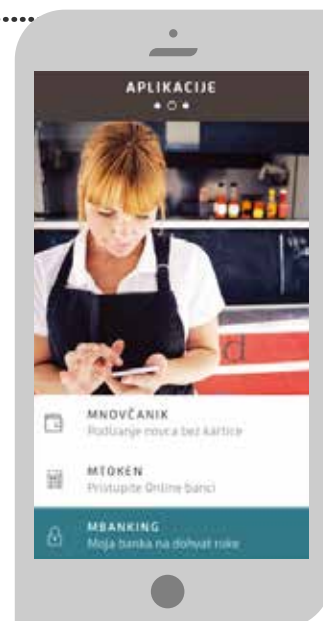 APLIKACIJE
MNOVČANIK
Podizanje novca bez kartice
MTOKEN
Pristupite Online banci
MBANKING
Moja banka na dohvat ruke